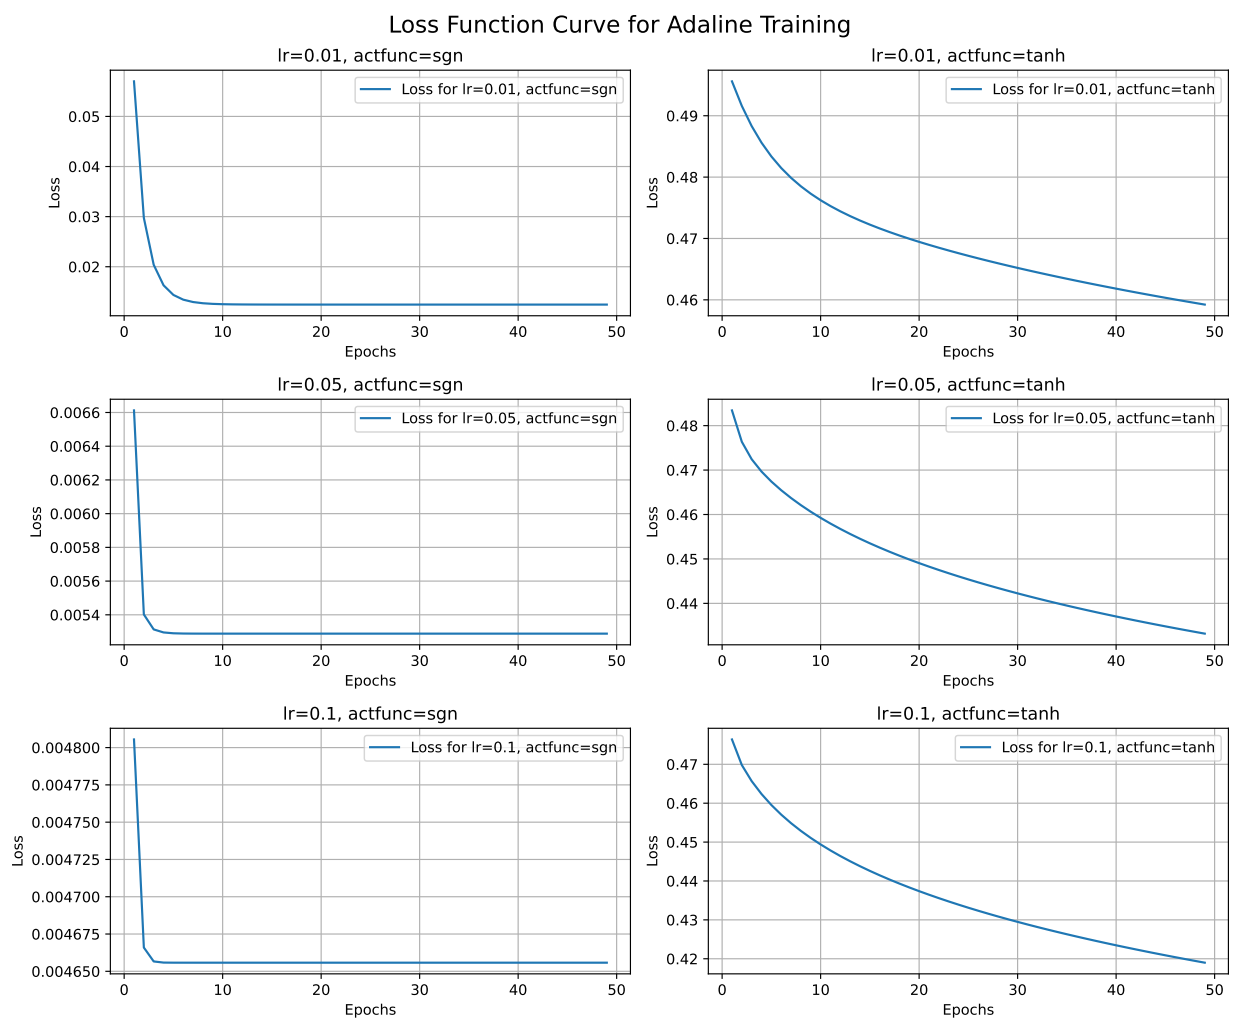 Loss Function Curve for Adaline Training
lr=0.01, actfunc=sgn
Loss for lr=0.01, actfunc=sgn
Loss
0.05
0.04
0.03
0.02
0 10 20 30 40 50
Epochs
lr=0.01, actfunc=tanh
Loss for lr=0.01, actfunc=tanh
Loss
0.49
0.48
0.47
0.46
0 10 20 30 40 50
Epochs
lr=0.05, actfunc=sgn
Loss for lr=0.05, actfunc=sgn
Loss
0.0066
0.0064
0.0062
0.0060
0.0058
0.0056
0.0054
0 10 20 30 40 50
Epochs
lr=0.05, actfunc=tanh
Loss for lr=0.05, actfunc=tanh
Loss
0.48
0.47
0.46
0.45
0.44
0 10 20 30 40 50
Epochs
lr=0.1, actfunc=sgn
Loss for lr=0.1, actfunc=sgn
Loss
0.004800
0.004775
0.004750
0.004725
0.004700
0.004675
0.004650
0 10 20 30 40 50
Epochs
lr=0.1, actfunc=tanh
Loss for lr=0.1, actfunc=tanh
Loss
0.47
0.46
0.45
0.44
0.43
0.42
0 10 20 30 40 50
Epochs